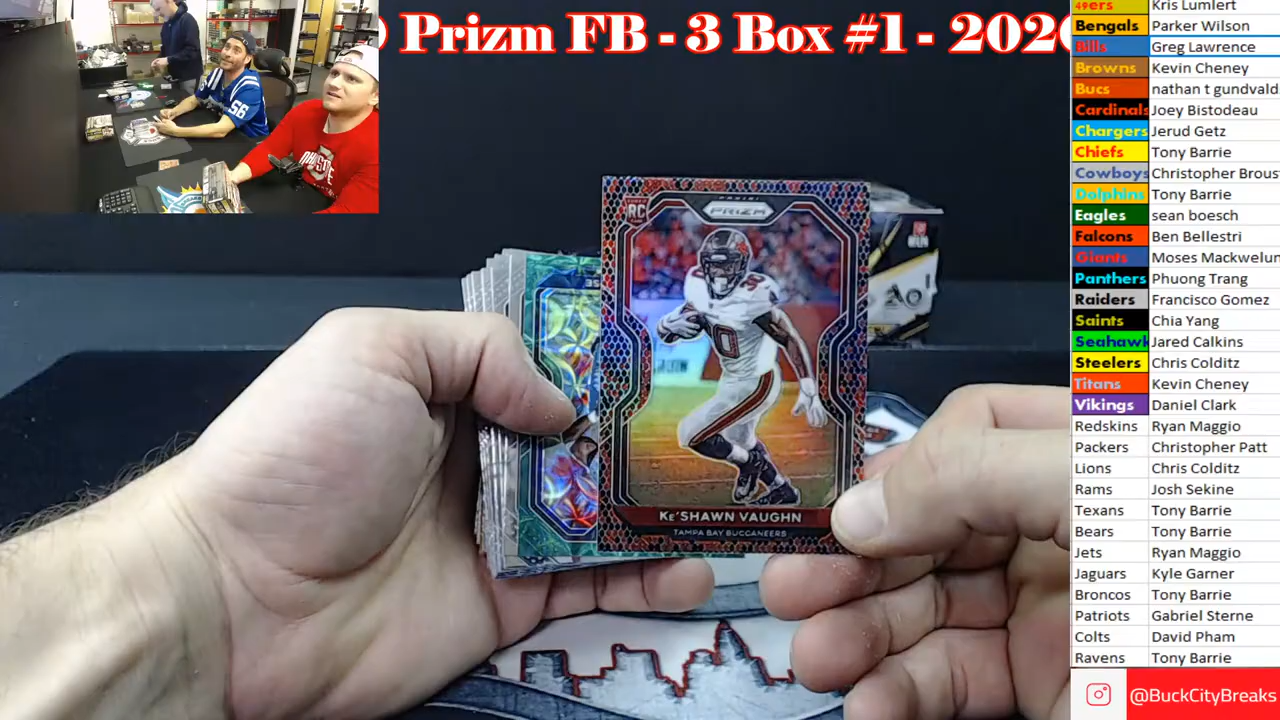 Prizm FB - 3 Box #1 - 202
49ers Kris Lumlert
Bengals Parker Wilson
Bills Greg Lawrence
Browns Kevin Cheney
Bucs nathan t gundvald
Cardinals Joey Bistodeau
Chargers Jerud Getz
Chiefs Tony Barrie
Cowboys Christopher Brous
Dolphins Tony Barrie
Eagles sean boesch
Falcons Ben Bellestri
Giants Moses Mackwelun
Panthers Phuong Trang
Raiders Francisco Gomez
Saints Chia Yang
Seahawk Jared Calkins
Steelers Chris Colditz
Titans Kevin Cheney
Vikings Daniel Clark
Redskins Ryan Maggio
Packers Christopher Patt
Lions Chris Colditz
Rams Josh Sekine
Texans Tony Barrie
Bears Tony Barrie
Jets Ryan Maggio
Jaguars Kyle Garner
Broncos Tony Barrie
Patriots Gabriel Sterne
Colts David Pham
Ravens Tony Barrie
@BuckCityBreaks
56
RC
PANINI
PRIZM
30
KE'SHAWN VAUGHN
TAMPA BAY BUCCANEERS